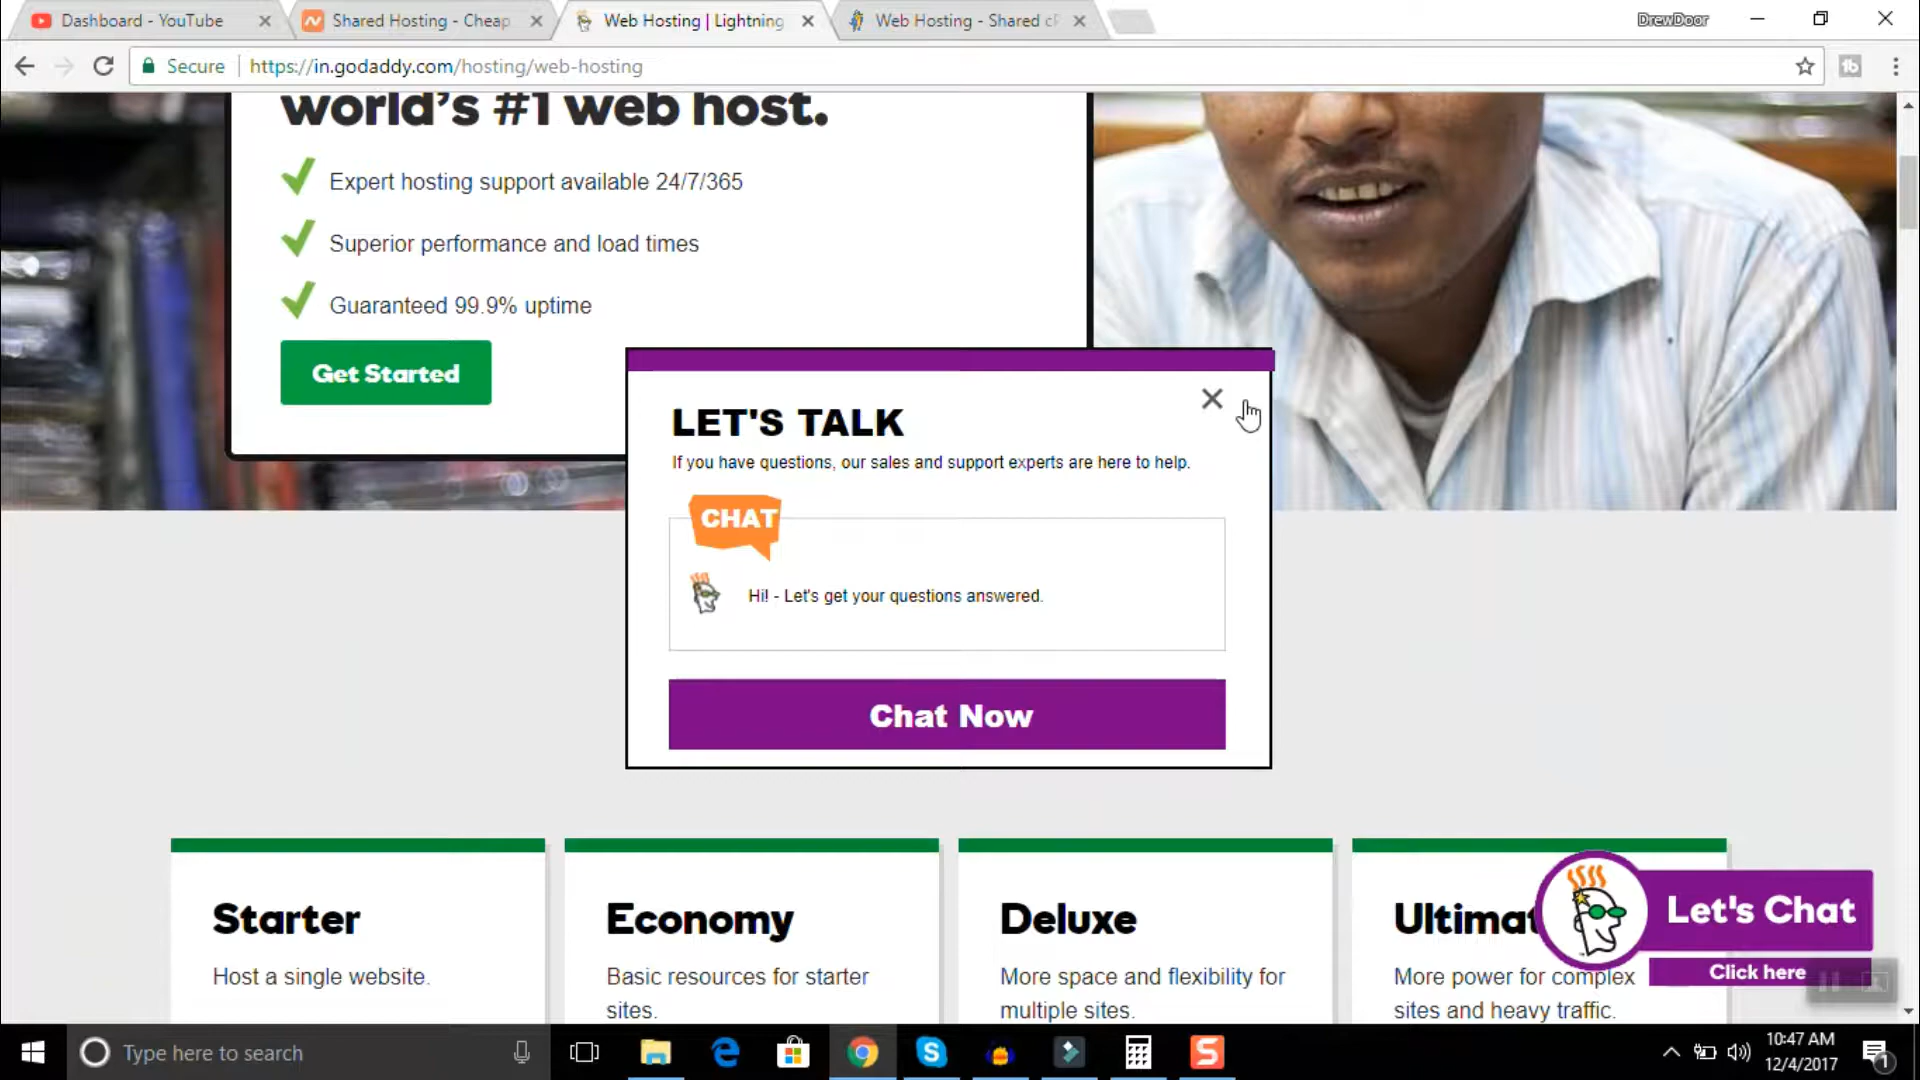 Dashboard - YouTube
Shared Hosting - Cheap
Web Hosting | Lightning
Web Hosting - Shared cP
DrewDoor
Secure
https://in.godaddy.com/hosting/web-hosting
world's #1 web host.
Expert hosting support available 24/7/365
Superior performance and load times
Guaranteed 99.9% uptime
Get Started
LET'S TALK
If you have questions, our sales and support experts are here to help.
CHAT
Hi! - Let's get your questions answered.
Chat Now
Starter
Host a single website.
Economy
Basic resources for starter
sites.
Deluxe
More space and flexibility for
multiple sites.
Ultimat
More power for complex
sites and heavy traffic.
Let's Chat
Click here
Type here to search
10:47 AM
12/4/2017
1